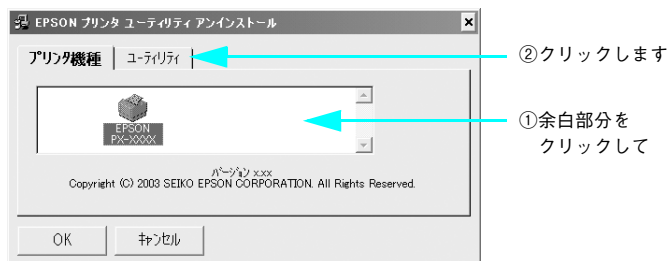 EPSON プリンタ ユーティリティ アンインストール
プリンタ機種 ユーティリティ
②クリックします
EPSON
PX-XXXX
①余白部分を
クリックして
バージョン x.xx
Copyright (C) 2003 SEIKO EPSON CORPORATION. All Rights Reserved.
OK キャンセル